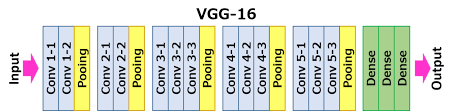 VGG-16
Input
Conv 1-1
Conv 1-2
Pooing
Conv 2-1
Conv 2-2
Pooing
Conv 3-1
Conv 3-2
Conv 3-3
Pooing
Conv 4-1
Conv 4-2
Conv 4-3
Pooing
Conv 5-1
Conv 5-2
Conv 5-3
Pooing
Dense
Dense
Dense
Output